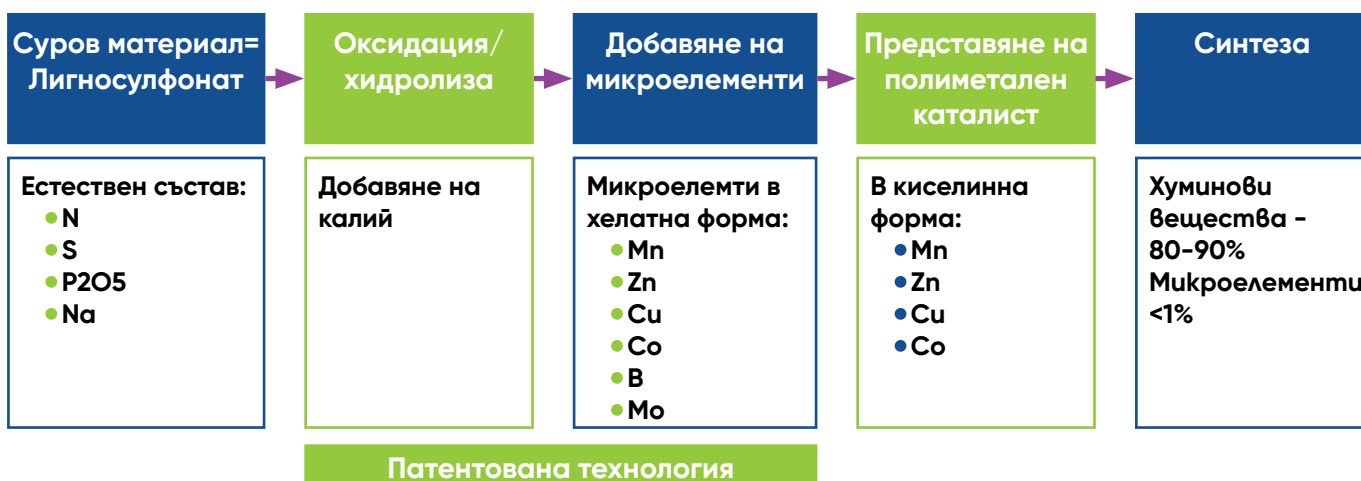 Суров материал=
Лигносулфонат
Оксидация/
хидролиза
Добавяне на
микроелементи
Представяне на
полиметален
каталист
Синтеза
Естествен състав:
N
S
P2O5
Na
Добавяне на
калий
Микроелемти в
хелатна форма:
Mn
Zn
Cu
Co
B
Mo
В киселинна
форма:
Mn
Zn
Cu
Co
Хуминови
вещества -
80-90%
Микроелементи
<1%
Патентована технология